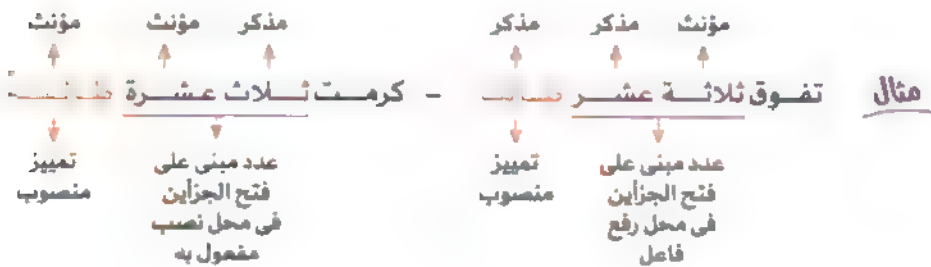 مؤنث مذكر مذكر مذكر مؤنث مؤنث
مثال تفوق ثلاثة عشر - كرمت ثلاث عشرة
عدد مبنى على تمييز عدد مبنى على تمييز
فتح الجزأين منصوب فتح الجزأين منصوب
فى محل رفع فى محل نصب
فاعل مفعول به